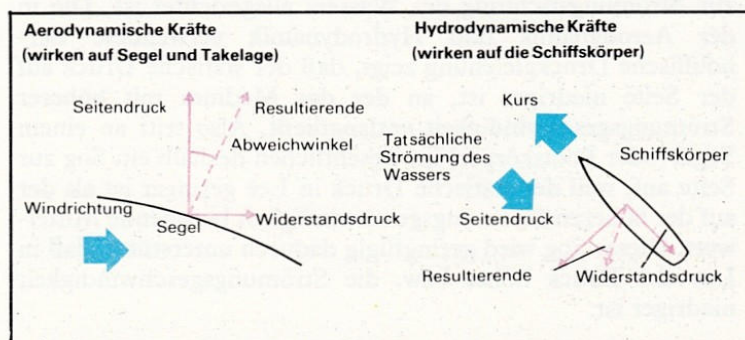 Aerodynamische Kräfte
(wirken auf Segel und Takelage)
Seitendruck
Resultierende
Abweichwinkel
Windrichtung
Segel
Widerstandsdruck
Hydrodynamische Kräfte
(wirken auf die Schiffskörper)
Kurs
Tatsächliche
Strömung des
Wassers
Schiffskörper
Seitendruck
Resultierende
Widerstandsdruck